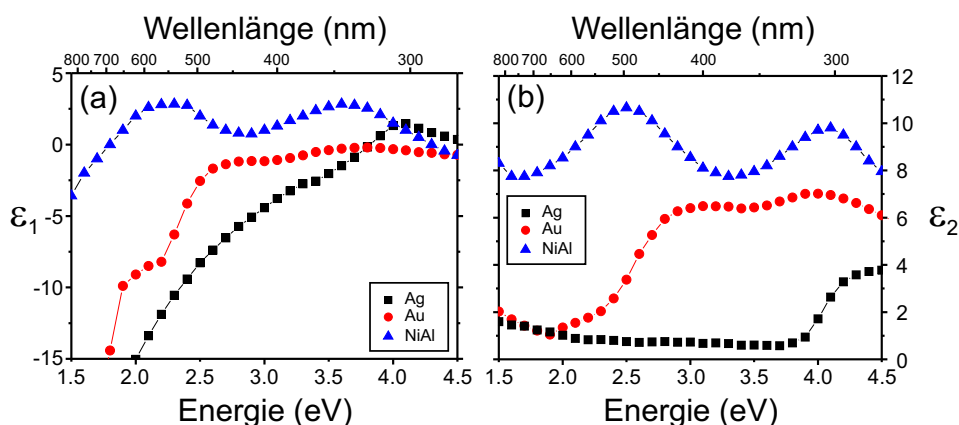 Wellenlänge (nm)
800 700 600 500 400 300
(a)
5
0
-5
-10
-15
ε1
Ag
Au
NiAl
1.5 2.0 2.5 3.0 3.5 4.0 4.5
Energie (eV)
Wellenlänge (nm)
800 700 600 500 400 300
(b)
12
10
8
6
4
2
0
ε2
Ag
Au
NiAl
1.5 2.0 2.5 3.0 3.5 4.0 4.5
Energie (eV)